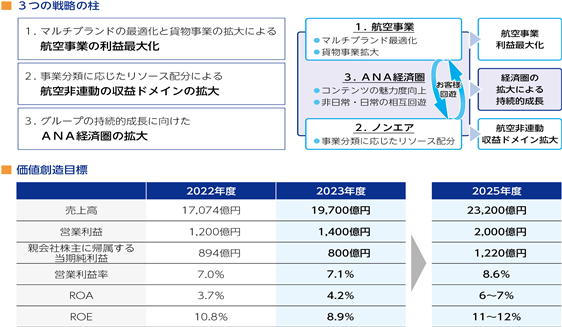 ３つの戦略の柱
1．マルチブランドの最適化と貨物事業の拡大による
航空事業の利益最大化
2．事業分類に応じたリソース配分による
航空非連動の収益ドメインの拡大
3．グループの持続的成長に向けた
ＡＮＡ経済圏の拡大
1．航空事業
マルチブランド最適化
貨物事業拡大
3．ＡＮＡ経済圏
コンテンツの魅力度向上
非日常・日常の相互回遊
お客様
回遊
2．ノンエア
事業分類に応じたリソース配分
航空事業
利益最大化
経済圏の
拡大による
持続的成長
航空非連動
収益ドメイン拡大
価値創造目標
2022年度 2023年度 2025年度
売上高 17,074億円 19,700億円 23,200億円
営業利益 1,200億円 1,400億円 2,000億円
親会社株主に帰属する
当期純利益 894億円 800億円 1,220億円
営業利益率 7.0% 7.1% 8.6%
ROA 3.7% 4.2% 6〜7%
ROE 10.8% 8.9% 11〜12%